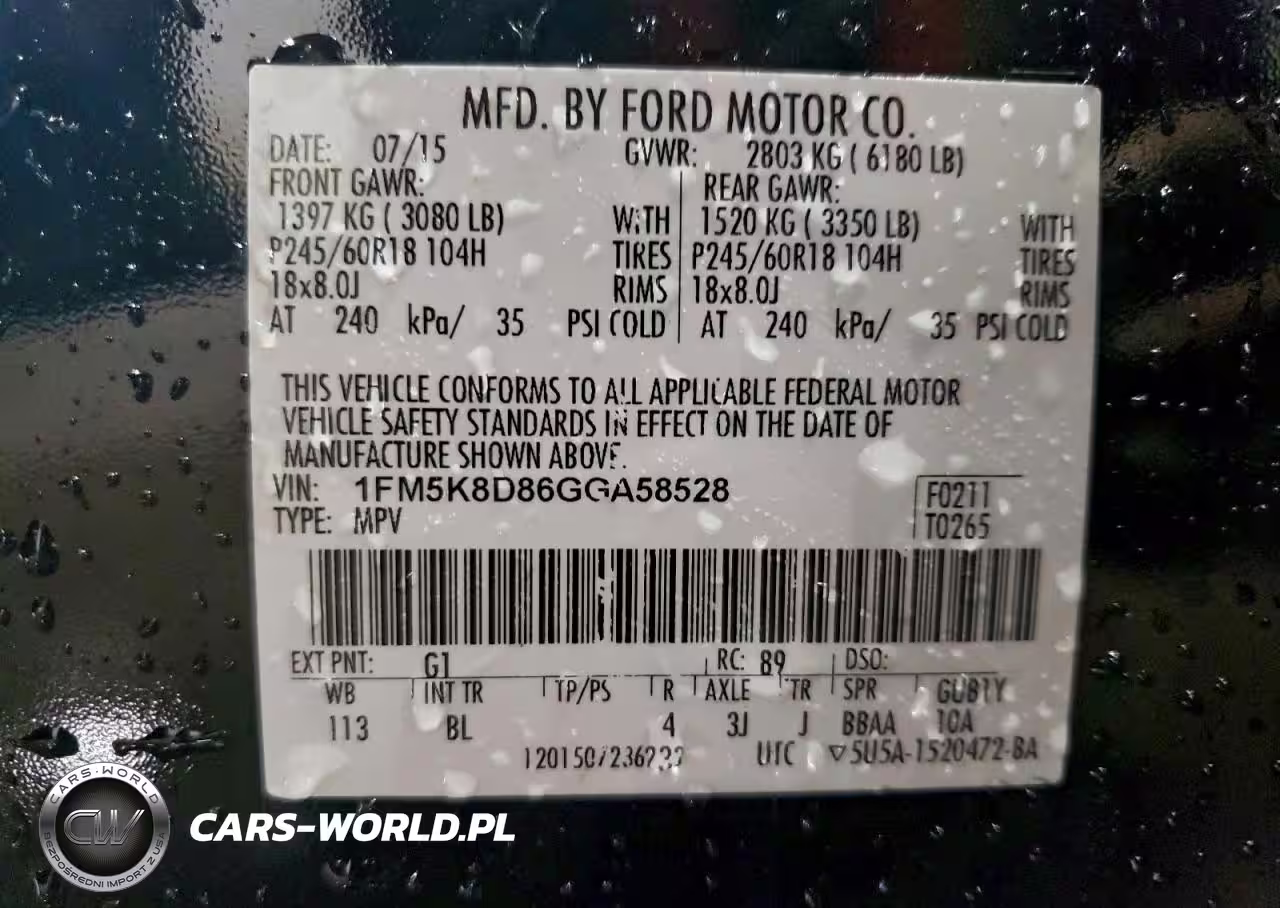 MFD. BY FORD MOTOR CO.
DATE: 07/15 GVWR: 2803 KG ( 6180 LB)
FRONT GAWR: REAR GAWR:
1397 KG ( 3080 LB) WITH 1520 KG ( 3350 LB) WITH
P245/60R18 104H TIRES P245/60R18 104H TIRES
18x8.0J RIMS 18x8.0J RIMS
AT 240 kPa/ 35 PSI COLD AT 240 kPa/ 35 PSI COLD
THIS VEHICLE CONFORMS TO ALL APPLICABLE FEDERAL MOTOR
VEHICLE SAFETY STANDARDS IN EFFECT ON THE DATE OF
MANUFACTURE SHOWN ABOVE.
VIN: 1FM5K8D86GGA58528
TYPE: MPV
F0211
T0265
EXT PNT: G1 RC: 89 DSO:
WB INT TR TP/PS R AXLE TR SPR GUB1Y
113 BL 4 3J J BBAA 10A
UTC ▽5U5A-1520472-BA
CARS-WORLD
CW
BEZPOŚREDNI IMPORT Z USA
CARS-WORLD.PL